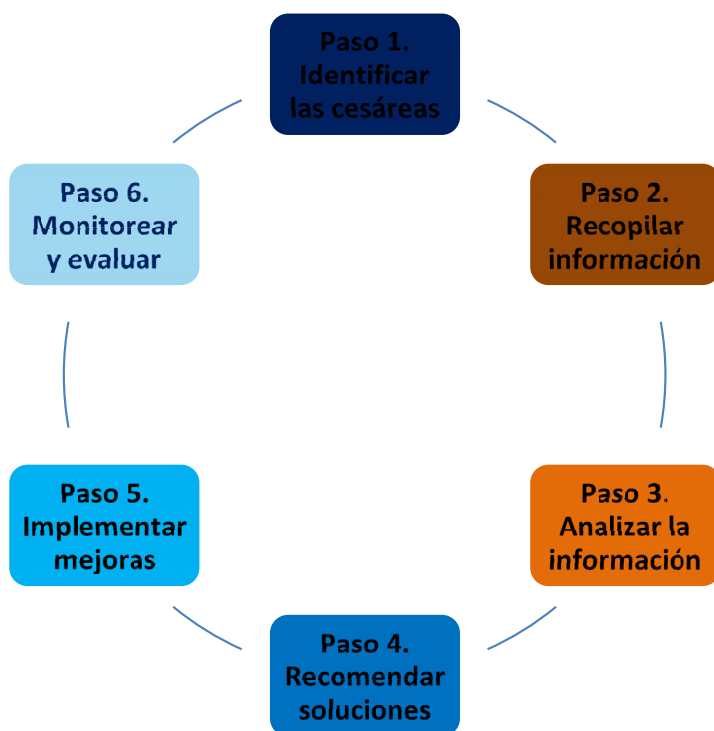 Paso 1.
Identificar
las cesáreas
Paso 2.
Recopilar
información
Paso 3.
Analizar la
información
Paso 4.
Recomendar
soluciones
Paso 5.
Implementar
mejoras
Paso 6.
Monitorear
y evaluar